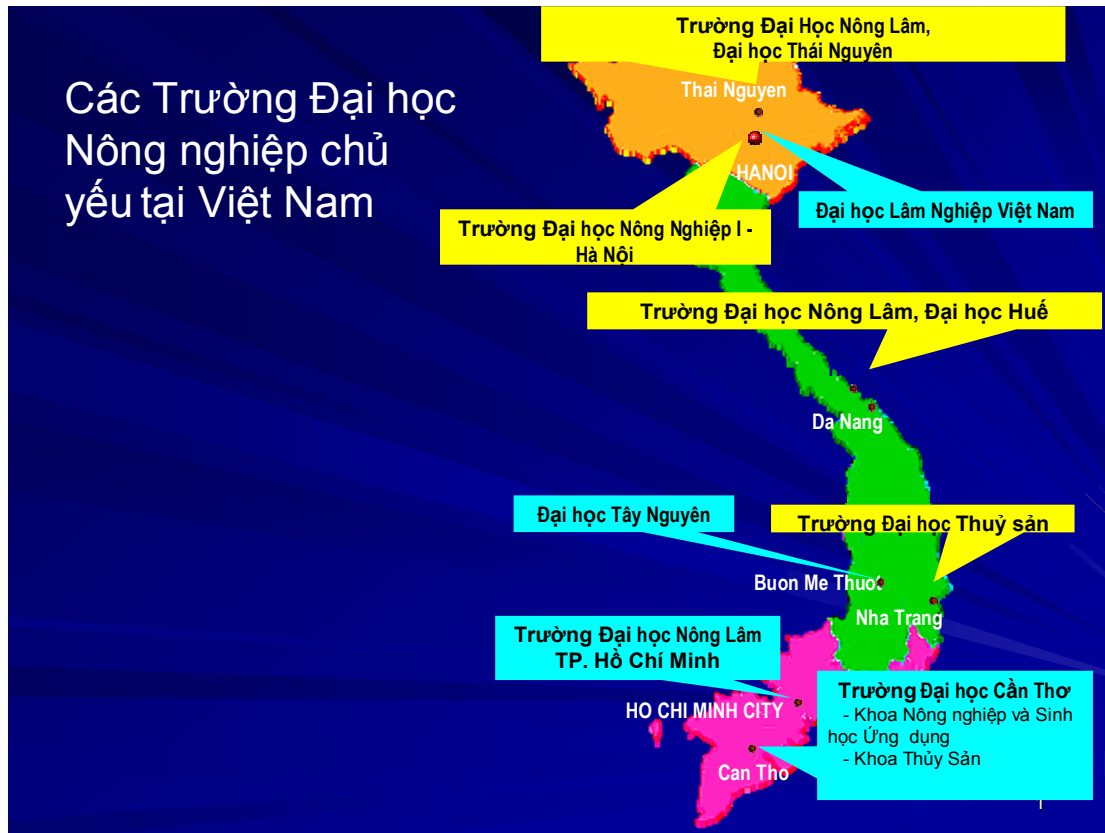 Các Trường Đại học
Nông nghiệp chủ
yếu tại Việt Nam
Trường Đại Học Nông Lâm,
Đại học Thái Nguyên
Thai Nguyen
HANOI
Đại học Lâm Nghiệp Việt Nam
Trường Đại học Nông Nghiệp I -
Hà Nội
Trường Đại học Nông Lâm, Đại học Huế
Da Nang
Đại học Tây Nguyên
Trường Đại học Thuỷ sản
Buon Me Thuot
Nha Trang
Trường Đại học Nông Lâm
TP. Hồ Chí Minh
HO CHI MINH CITY
Trường Đại học Cần Thơ
- Khoa Nông nghiệp và Sinh
học Ứng dụng
- Khoa Thủy Sản
Can Tho
1